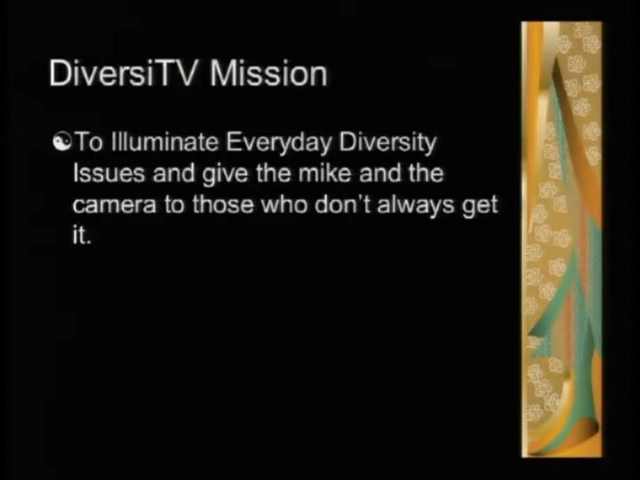 DiversiTV Mission
☯To Illuminate Everyday Diversity
Issues and give the mike and the
camera to those who don't always get
it.